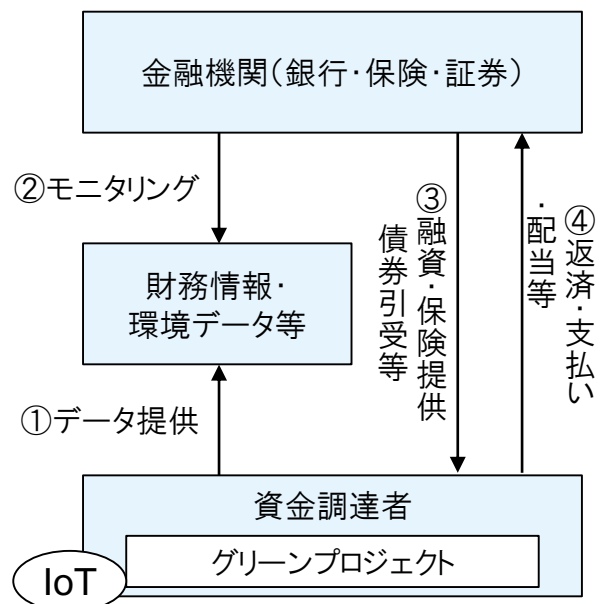 金融機関（銀行・保険・証券）
②モニタリング
③融資・保険提供
債券引受等
④返済・支払い
・配当等
財務情報・
環境データ等
①データ提供
資金調達者
グリーンプロジェクト
IoT